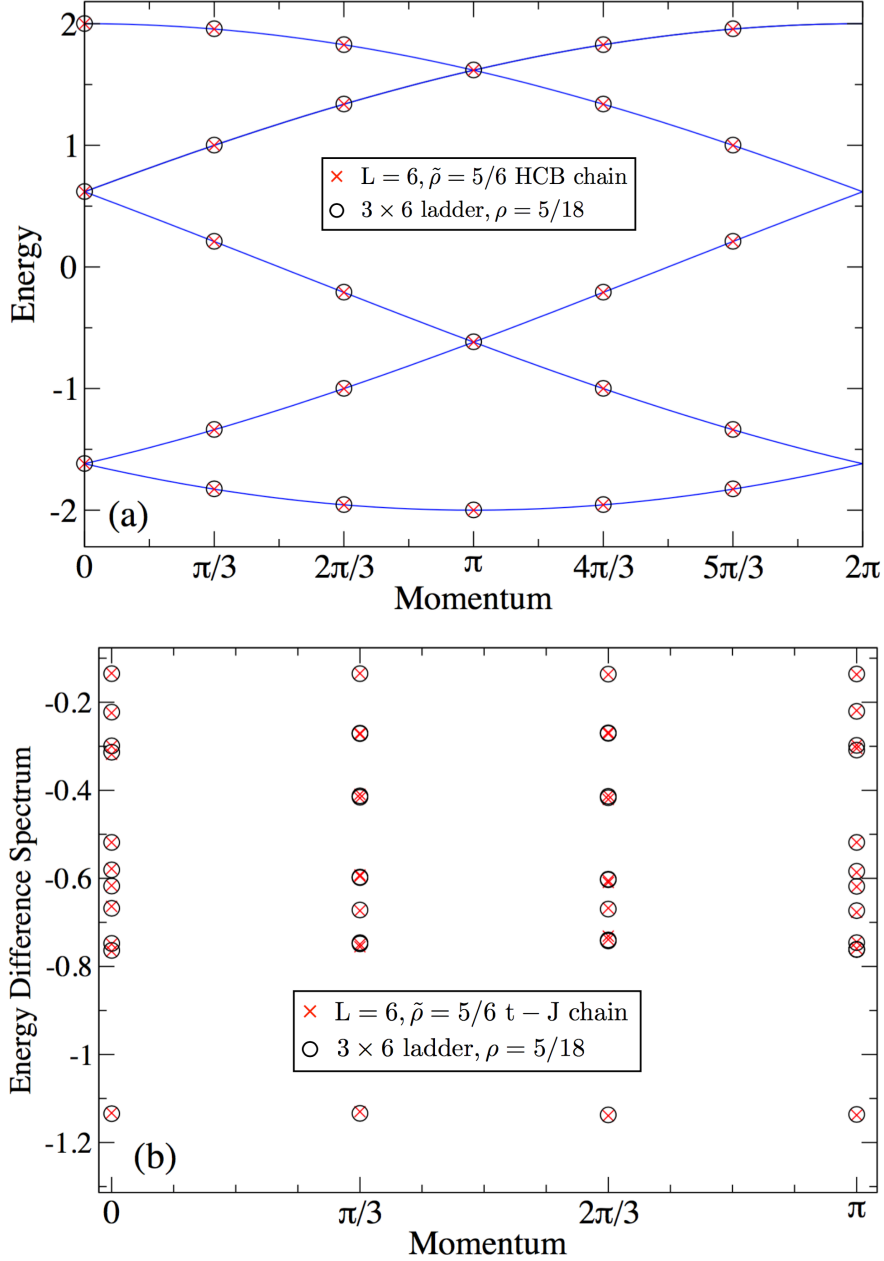 2
1
0
-1
-2
Energy
L = 6, ρ̃ = 5/6 HCB chain
3 × 6 ladder, ρ = 5/18
(a)
0 π/3 2π/3 π 4π/3 5π/3 2π
Momentum
-0.2
-0.4
-0.6
-0.8
-1
-1.2
Energy Difference Spectrum
L = 6, ρ̃ = 5/6 t − J chain
3 × 6 ladder, ρ = 5/18
(b)
0 π/3 2π/3 π
Momentum